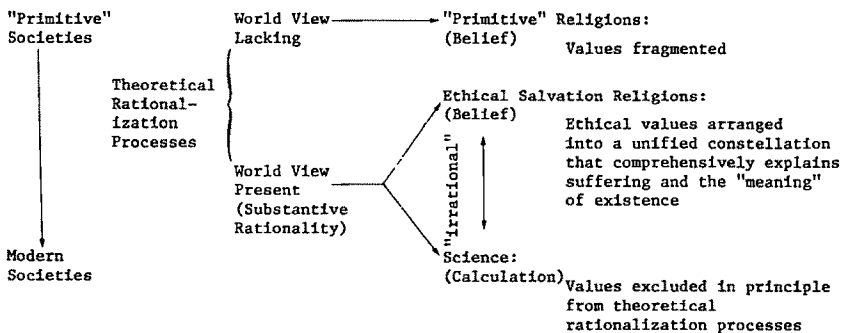 "Primitive"
Societies
World View
Lacking
"Primitive" Religions:
(Belief)
Values fragmented
Theoretical
Rational-
ization
Processes
Ethical Salvation Religions:
(Belief)
Ethical values arranged
into a unified constellation
that comprehensively explains
suffering and the "meaning"
of existence
World View
Present
(Substantive
Rationality)
"irrational"
Modern
Societies
Science:
(Calculation)
Values excluded in principle
from theoretical
rationalization processes